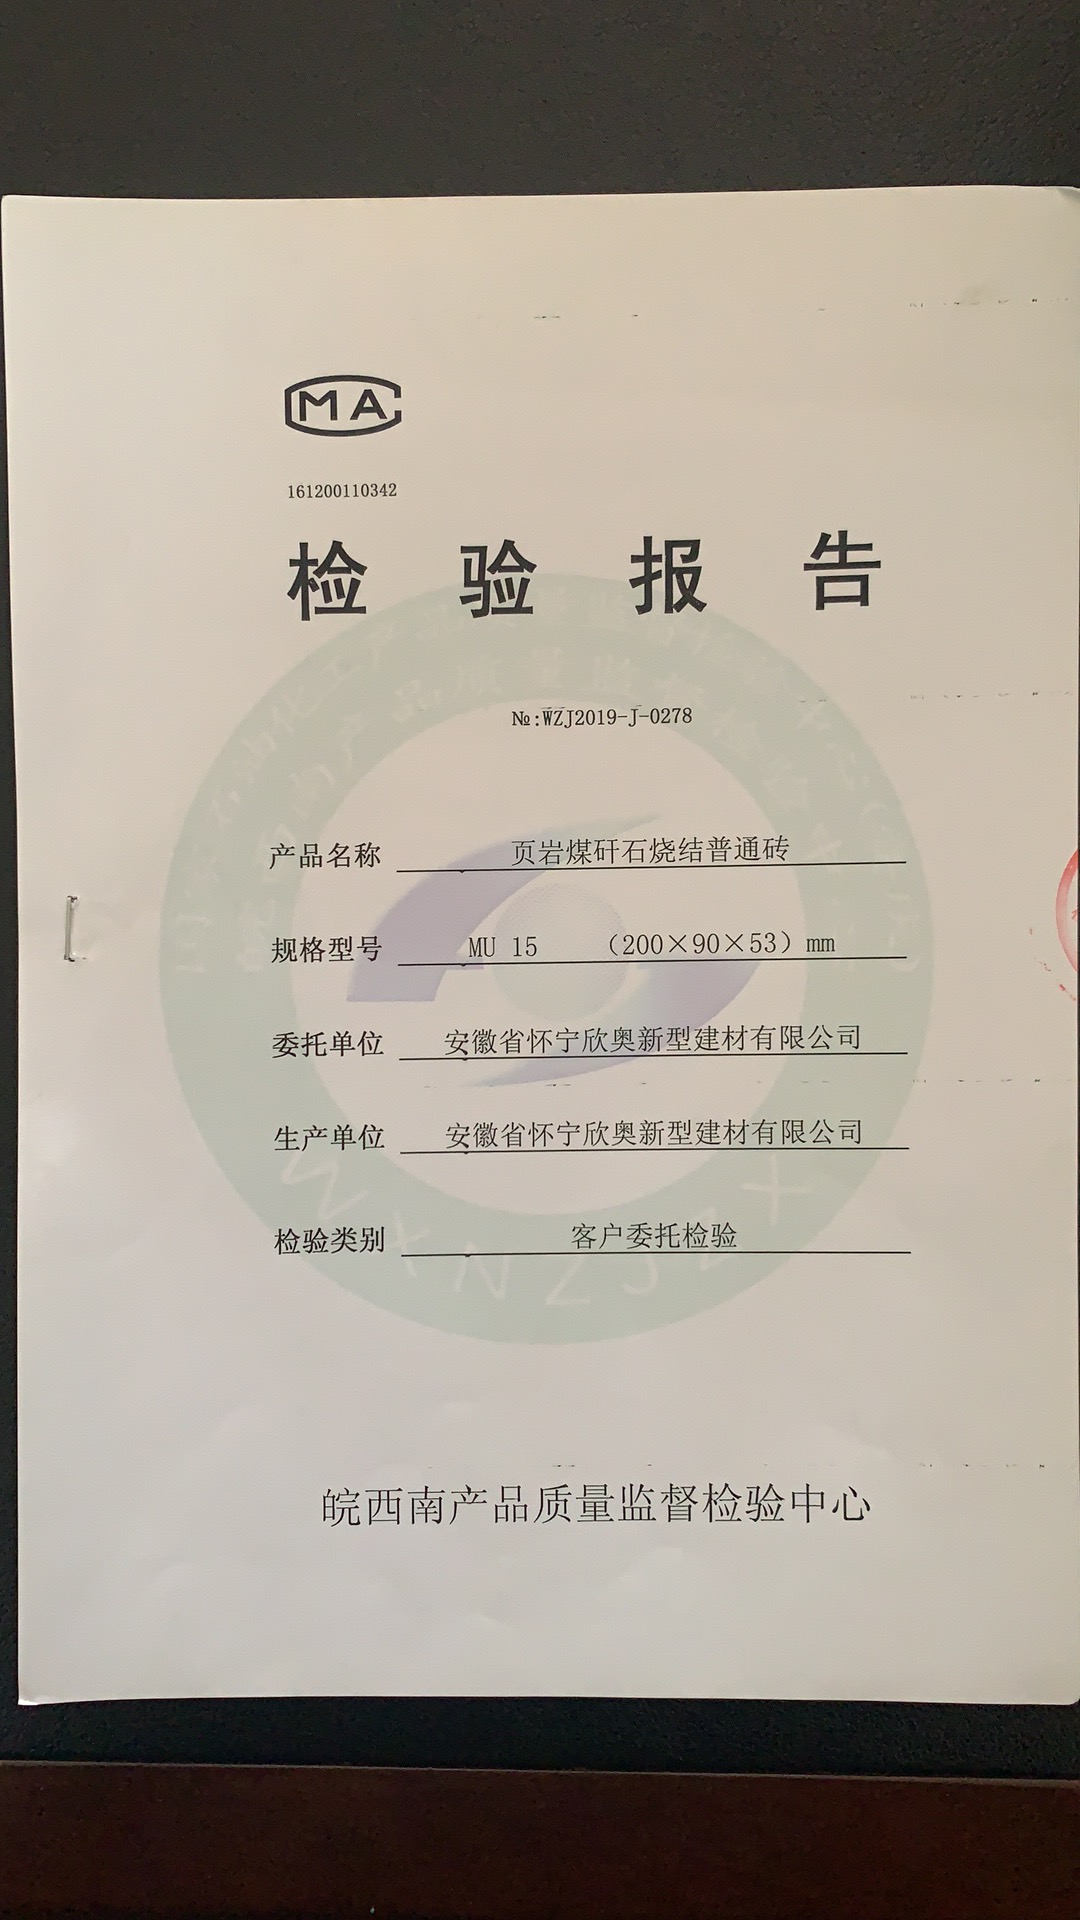 MA
161200110342
检验报告
№:WZJ2019-J-0278
产品名称 页岩煤矸石烧结普通砖
规格型号 MU 15 （200×90×53）mm
委托单位 安徽省怀宁欣奥新型建材有限公司
生产单位 安徽省怀宁欣奥新型建材有限公司
检验类别 客户委托检验
WXNZJZX
皖西南产品质量监督检验中心